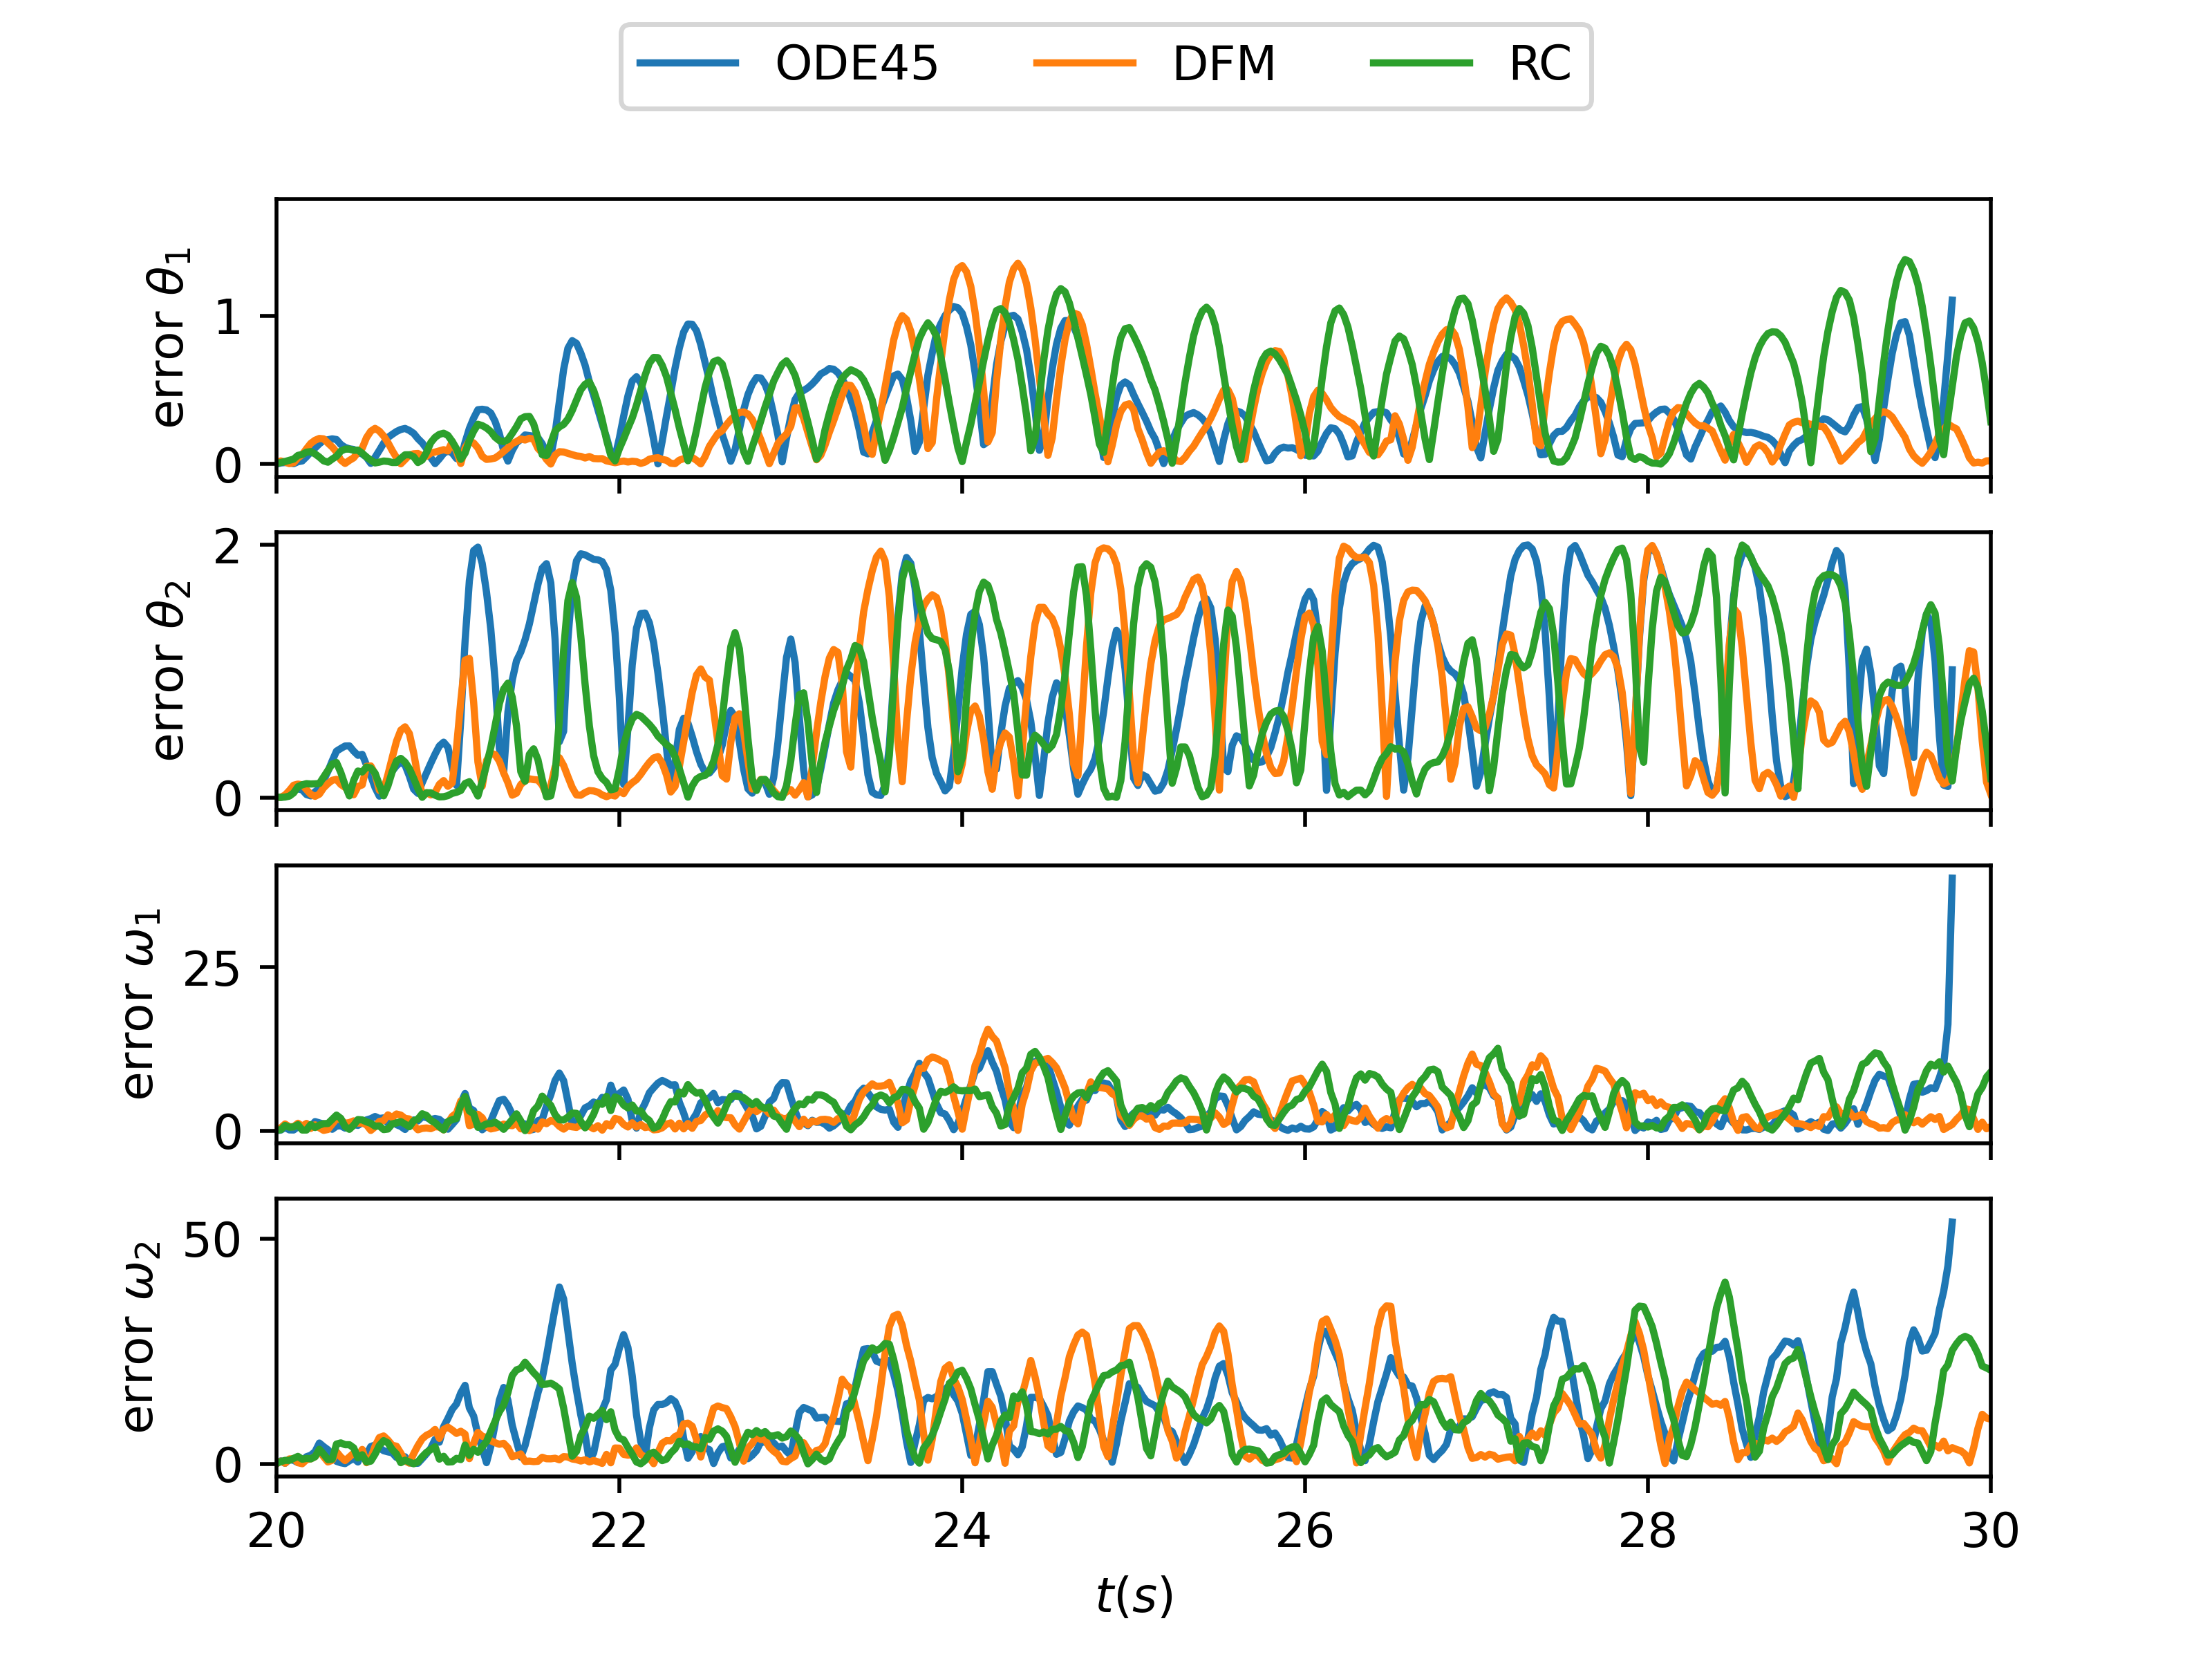 ODE45 DFM RC
1
0
error θ₁
2
0
error θ₂
25
0
error ω₁
50
0
error ω₂
20 22 24 26 28 30
t(s)